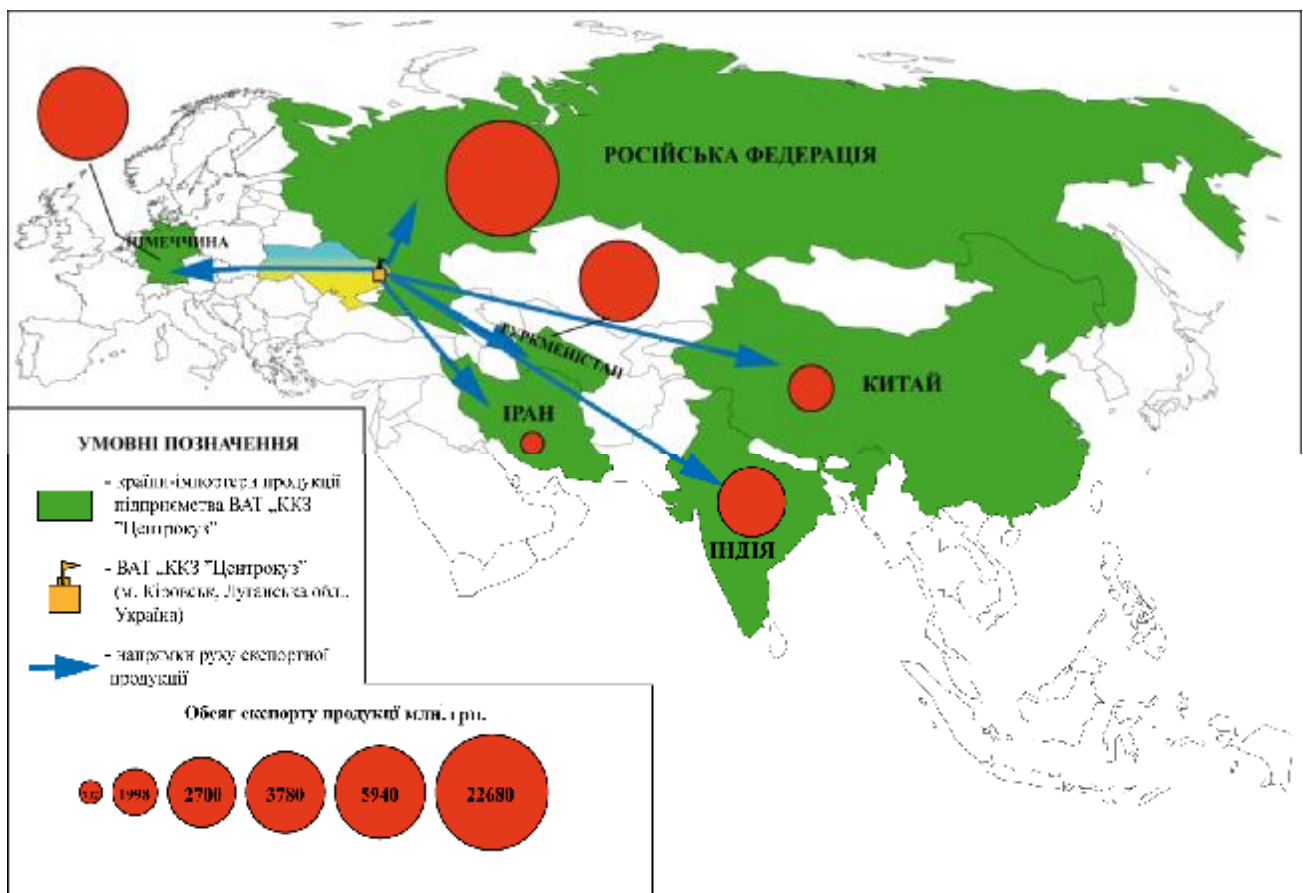 РОСІЙСЬКА ФЕДЕРАЦІЯ
НІМЕЧЧИНА
ТУРКМЕНІСТАН
КИТАЙ
ІРАН
ІНДІЯ
УМОВНІ ПОЗНАЧЕННЯ
- країни-імпортери продукції
підприємства ВАТ „ККЗ
"Центрокуз"
- ВАТ „ККЗ "Центрокуз"
(м. Кіровськ, Луганська обл.,
Україна)
- напрямки руху експортної
продукції
Обсяг експорту продукції млн. грн.
1998 2700 3780 5940 22680